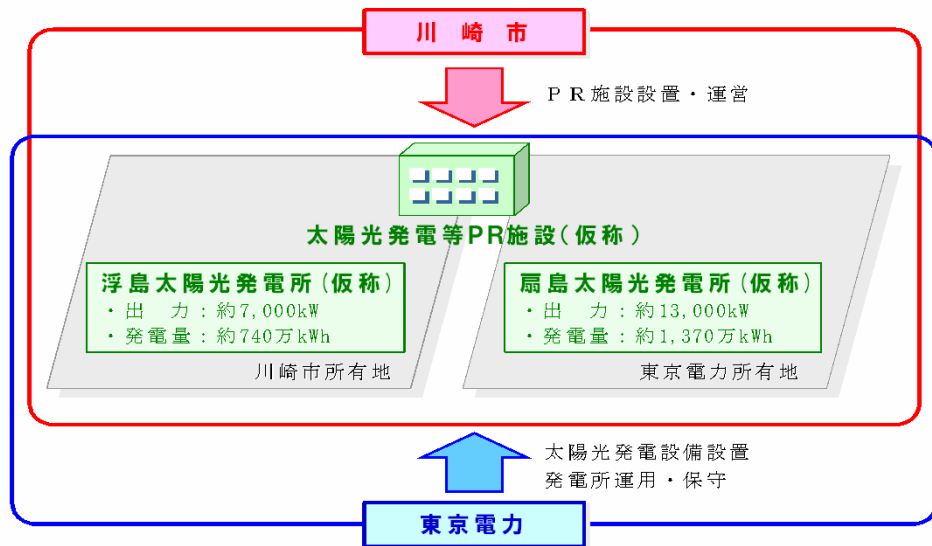 川崎市
ＰＲ施設設置・運営
太陽光発電等PR施設(仮称)
浮島太陽光発電所(仮称)
・出　力：約7,000kW
・発電量：約740万kWh
川崎市所有地
扇島太陽光発電所(仮称)
・出　力：約13,000kW
・発電量：約1,370万kWh
東京電力所有地
太陽光発電設備設置
発電所運用・保守
東京電力